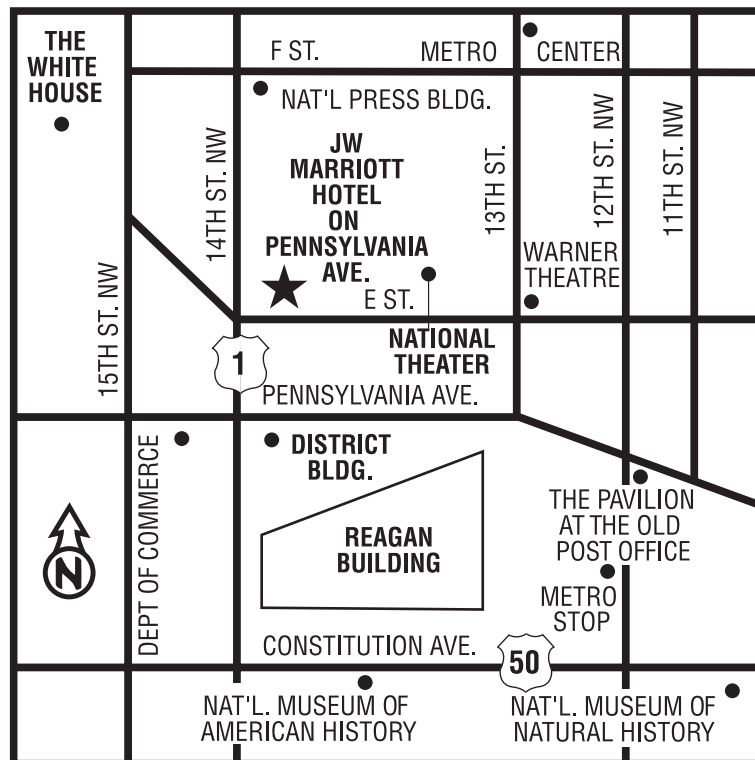 THE
WHITE
HOUSE
F ST.
METRO CENTER
NAT'L PRESS BLDG.
14TH ST. NW
JW
MARRIOTT
HOTEL
ON
PENNSYLVANIA
AVE.
13TH ST.
12TH ST. NW
11TH ST. NW
WARNER
THEATRE
E ST.
15TH ST. NW
1
NATIONAL
THEATER
PENNSYLVANIA AVE.
DEPT OF COMMERCE
DISTRICT
BLDG.
REAGAN
BUILDING
THE PAVILION
AT THE OLD
POST OFFICE
N
METRO
STOP
CONSTITUTION AVE.
50
NAT'L. MUSEUM OF
AMERICAN HISTORY
NAT'L. MUSEUM OF
NATURAL HISTORY